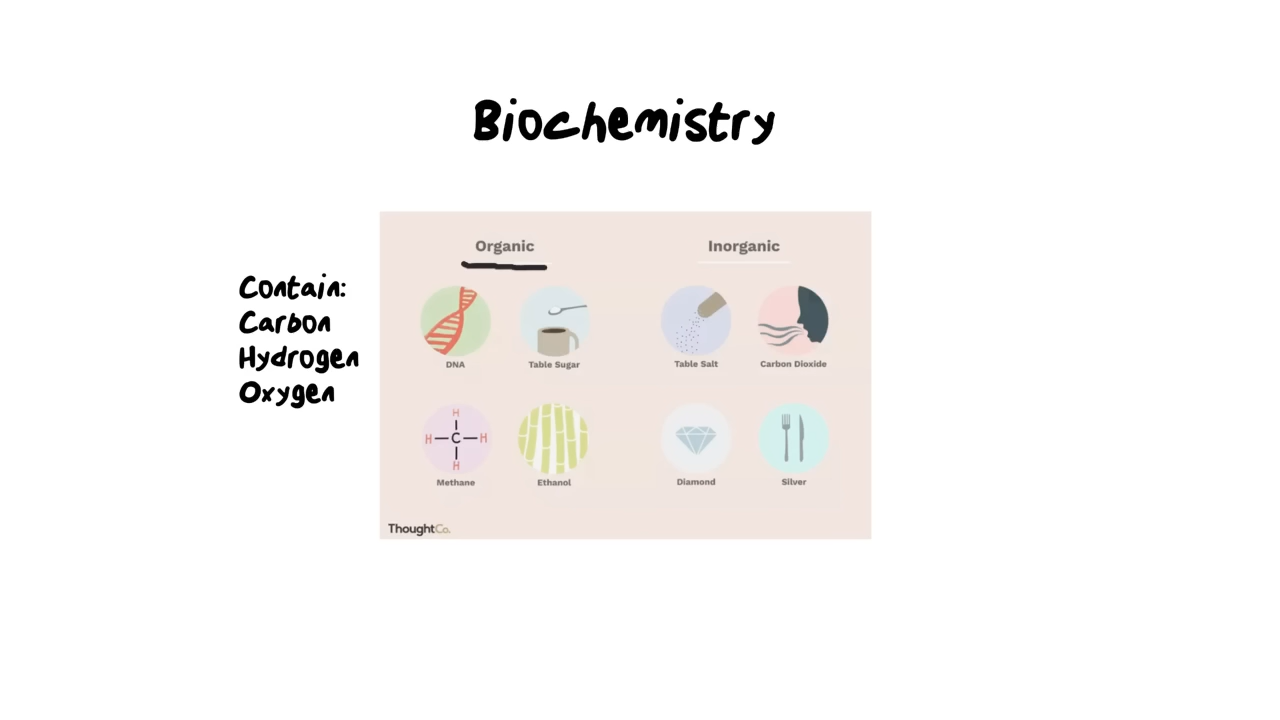 Biochemistry
Contain:
Carbon
Hydrogen
Oxygen
Organic
Inorganic
DNA
Table Sugar
Table Salt
Carbon Dioxide
H
H—C—H
H
Methane
Ethanol
Diamond
Silver
ThoughtCo.